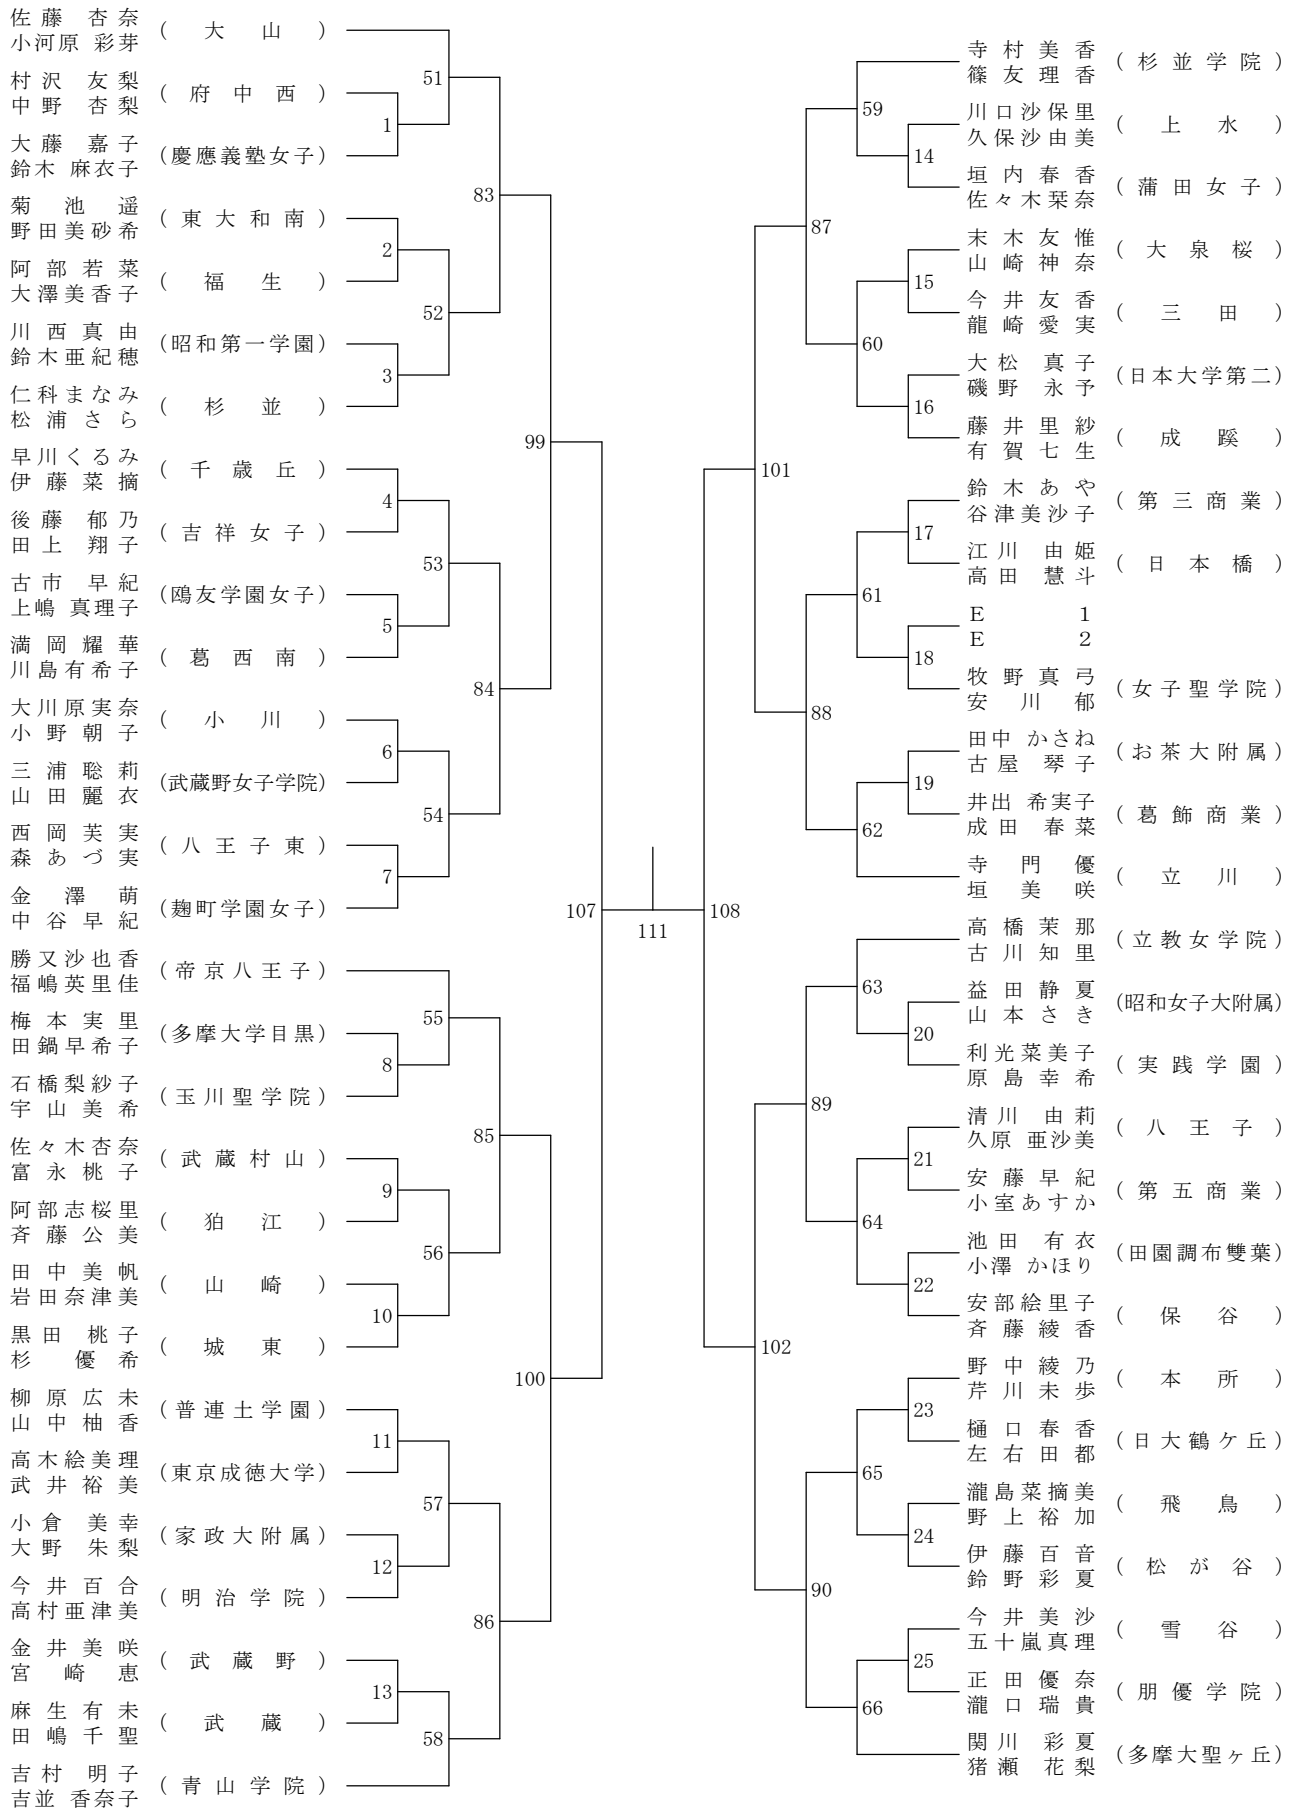 佐藤 杏奈
小河原 彩芽
(大山)
村沢 友梨
中野 杏梨
(府中西)
大藤 嘉子
鈴木 麻衣子
(慶應義塾女子)
菊池遥
野田美砂希
(東大和南)
阿部若菜
大澤美香子
(福生)
川西真由
鈴木亜紀穂
(昭和第一学園)
仁科まなみ
松浦さら
(杉並)
早川くるみ
伊藤菜摘
(千歳丘)
後藤 郁乃
田上 翔子
(吉祥女子)
古市 早紀
上嶋 真理子
(鴎友学園女子)
満岡耀華
川島有希子
(葛西南)
大川原実奈
小野朝子
(小川)
三浦聡莉
山田麗衣
(武蔵野女子学院)
西岡芙実
森あづ実
(八王子東)
金澤萌
中谷早紀
(麹町学園女子)
勝又沙也香
福嶋英里佳
(帝京八王子)
梅本実里
田鍋早希子
(多摩大学目黒)
石橋梨紗子
宇山美希
(玉川聖学院)
佐々木杏奈
富永桃子
(武蔵村山)
阿部志桜里
斉藤公美
(狛江)
田中美帆
岩田奈津美
(山崎)
黒田 桃子
杉 優希
(城東)
柳原広未
山中柚香
(普連土学園)
高木絵美理
武井裕美
(東京成徳大学)
小倉 美幸
大野 朱梨
(家政大附属)
今井百合
高村亜津美
(明治学院)
金井美咲
宮崎恵
(武蔵野)
麻生有未
田嶋千聖
(武蔵)
吉村 明子
吉並 香奈子
(青山学院)
1
2
3
4
5
6
7
8
9
10
11
12
13
51
52
53
54
55
56
57
58
83
84
85
86
99
100
107
111
108
101
102
87
88
89
90
59
60
61
62
63
64
65
66
14
15
16
17
18
19
20
21
22
23
24
25
寺村美香
篠友理香
(杉並学院)
川口沙保里
久保沙由美
(上水)
垣内春香
佐々木栞奈
(蒲田女子)
末木友惟
山崎神奈
(大泉桜)
今井友香
龍崎愛実
(三田)
大松 真子
磯野 永予
(日本大学第二)
藤井里紗
有賀七生
(成蹊)
鈴木あや
谷津美沙子
(第三商業)
江川 由姫
高田 慧斗
(日本橋)
E 1
E 2
牧野真弓
安川郁
(女子聖学院)
田中 かさね
古屋 琴子
(お茶大附属)
井出 希実子
成田 春菜
(葛飾商業)
寺門優
垣美咲
(立川)
高橋茉那
古川知里
(立教女学院)
益田静夏
山本さき
(昭和女子大附属)
利光菜美子
原島幸希
(実践学園)
清川 由莉
久原 亜沙美
(八王子)
安藤早紀
小室あすか
(第五商業)
池田 有衣
小澤 かほり
(田園調布雙葉)
安部絵里子
斉藤綾香
(保谷)
野中綾乃
芹川未歩
(本所)
樋口春香
左右田都
(日大鶴ケ丘)
瀧島菜摘美
野上裕加
(飛鳥)
伊藤百音
鈴野彩夏
(松が谷)
今井美沙
五十嵐真理
(雪谷)
正田優奈
瀧口瑞貴
(朋優学院)
関川 彩夏
猪瀬 花梨
(多摩大聖ヶ丘)